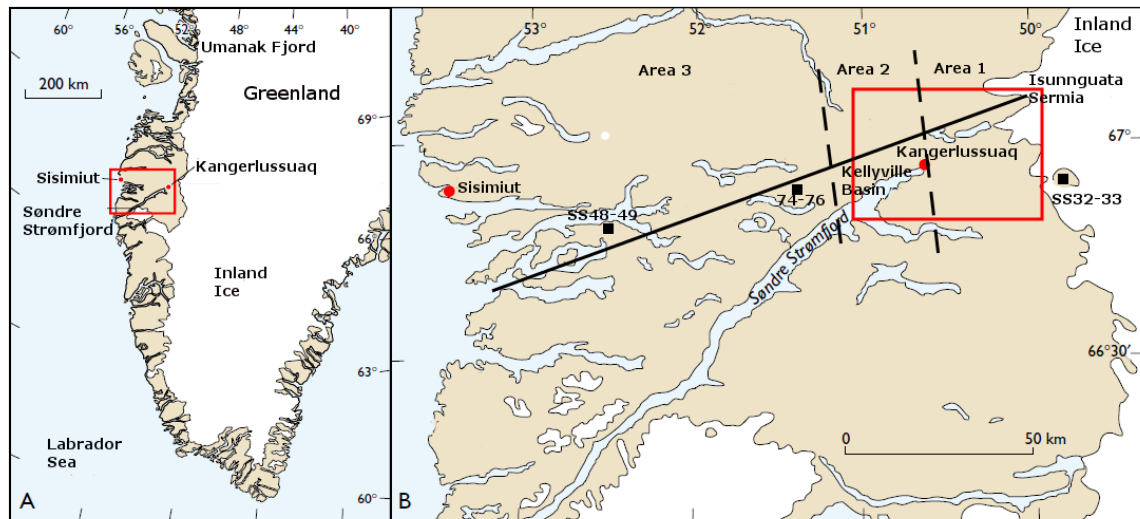 60°
56°
52°
48°
44°
40°
Umanak Fjord
200 km
Greenland
69°
Kangerlussuaq
Sisimiut
Søndre
Strømfjord
66°
Inland
Ice
63°
Labrador
Sea
60°
A
53°
52°
51°
50°
Inland
Ice
Area 3
Area 2
Area 1
Isunnguata
Sermia
67°
Kangerlussuaq
Kellyville
Basin
Sisimiut
74-76
SS32-33
SS48-49
Søndre Strømfjord
66°30'
0
50 km
B